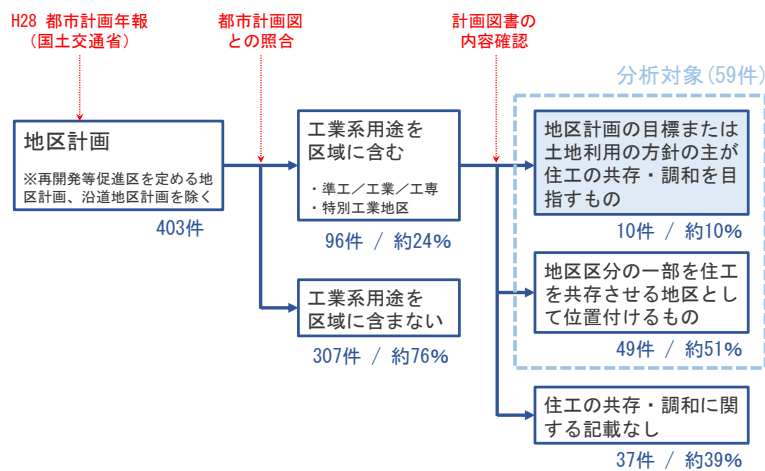 H28 都市計画年報
（国土交通省）
都市計画図
との照合
計画図書の
内容確認
分析対象(59件)
地区計画
※再開発等促進区を定める地
区計画、沿道地区計画を除く
403件
工業系用途を
区域に含む
・準工／工業／工専
・特別工業地区
96件 / 約24%
工業系用途を
区域に含まない
307件 / 約76%
地区計画の目標または
土地利用の方針の主が
住工の共存・調和を目
指すもの
10件 / 約10%
地区区分の一部を住工
を共存させる地区とし
て位置付けるもの
49件 / 約51%
住工の共存・調和に関
する記載なし
37件 / 約39%